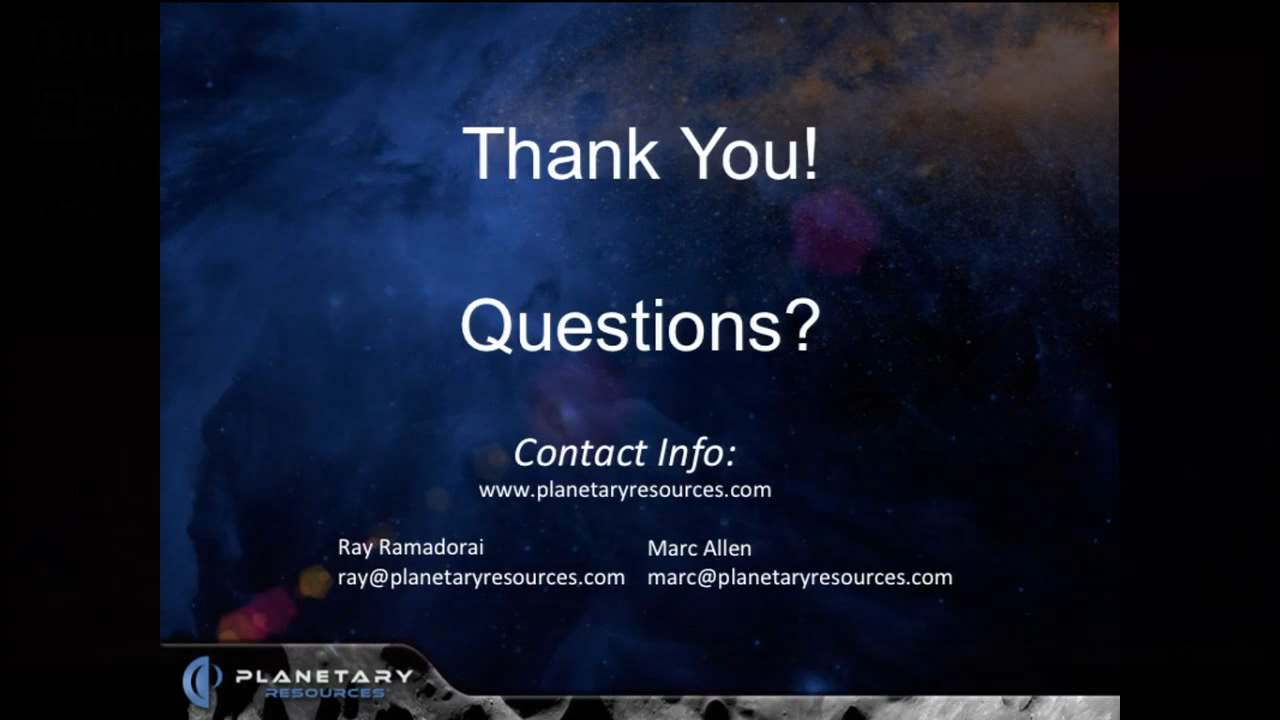 Thank You!
Questions?
Contact Info:
www.planetaryresources.com
Ray Ramadorai
ray@planetaryresources.com
Marc Allen
marc@planetaryresources.com
PLANETARY
RESOURCES